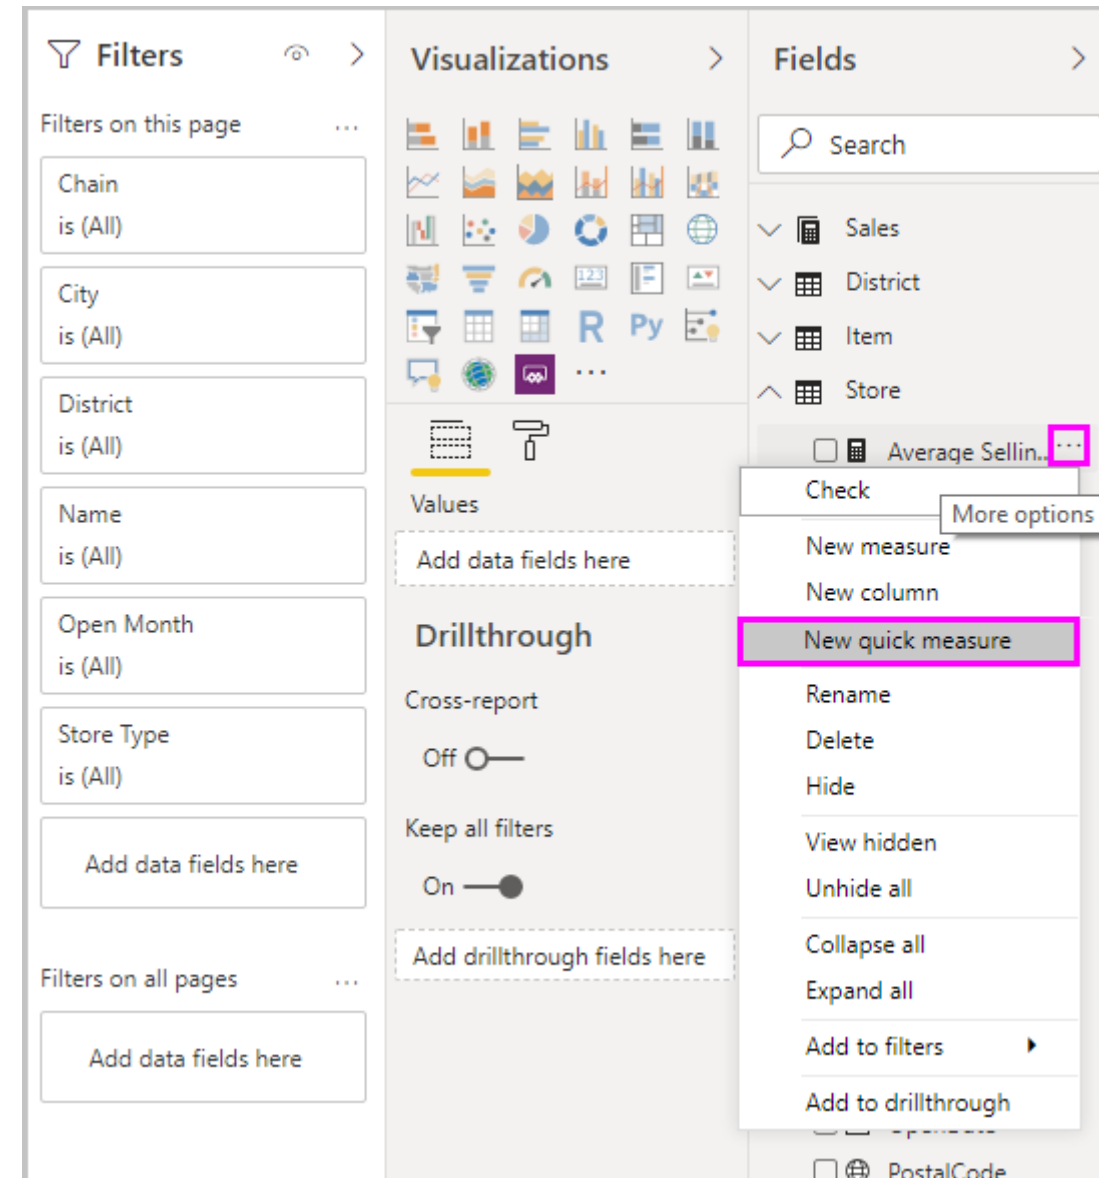 Filters
Filters on this page
...
Chain
is (All)
City
is (All)
District
is (All)
Name
is (All)
Open Month
is (All)
Store Type
is (All)
Add data fields here
Filters on all pages
...
Add data fields here
Visualizations
123
R
Py
...
Values
Add data fields here
Drillthrough
Cross-report
Off
Keep all filters
On
Add drillthrough fields here
Fields
Search
Sales
District
Item
Store
Average Sellin...
...
Check
More options
New measure
New column
New quick measure
Rename
Delete
Hide
View hidden
Unhide all
Collapse all
Expand all
Add to filters
Add to drillthrough
PostalCode